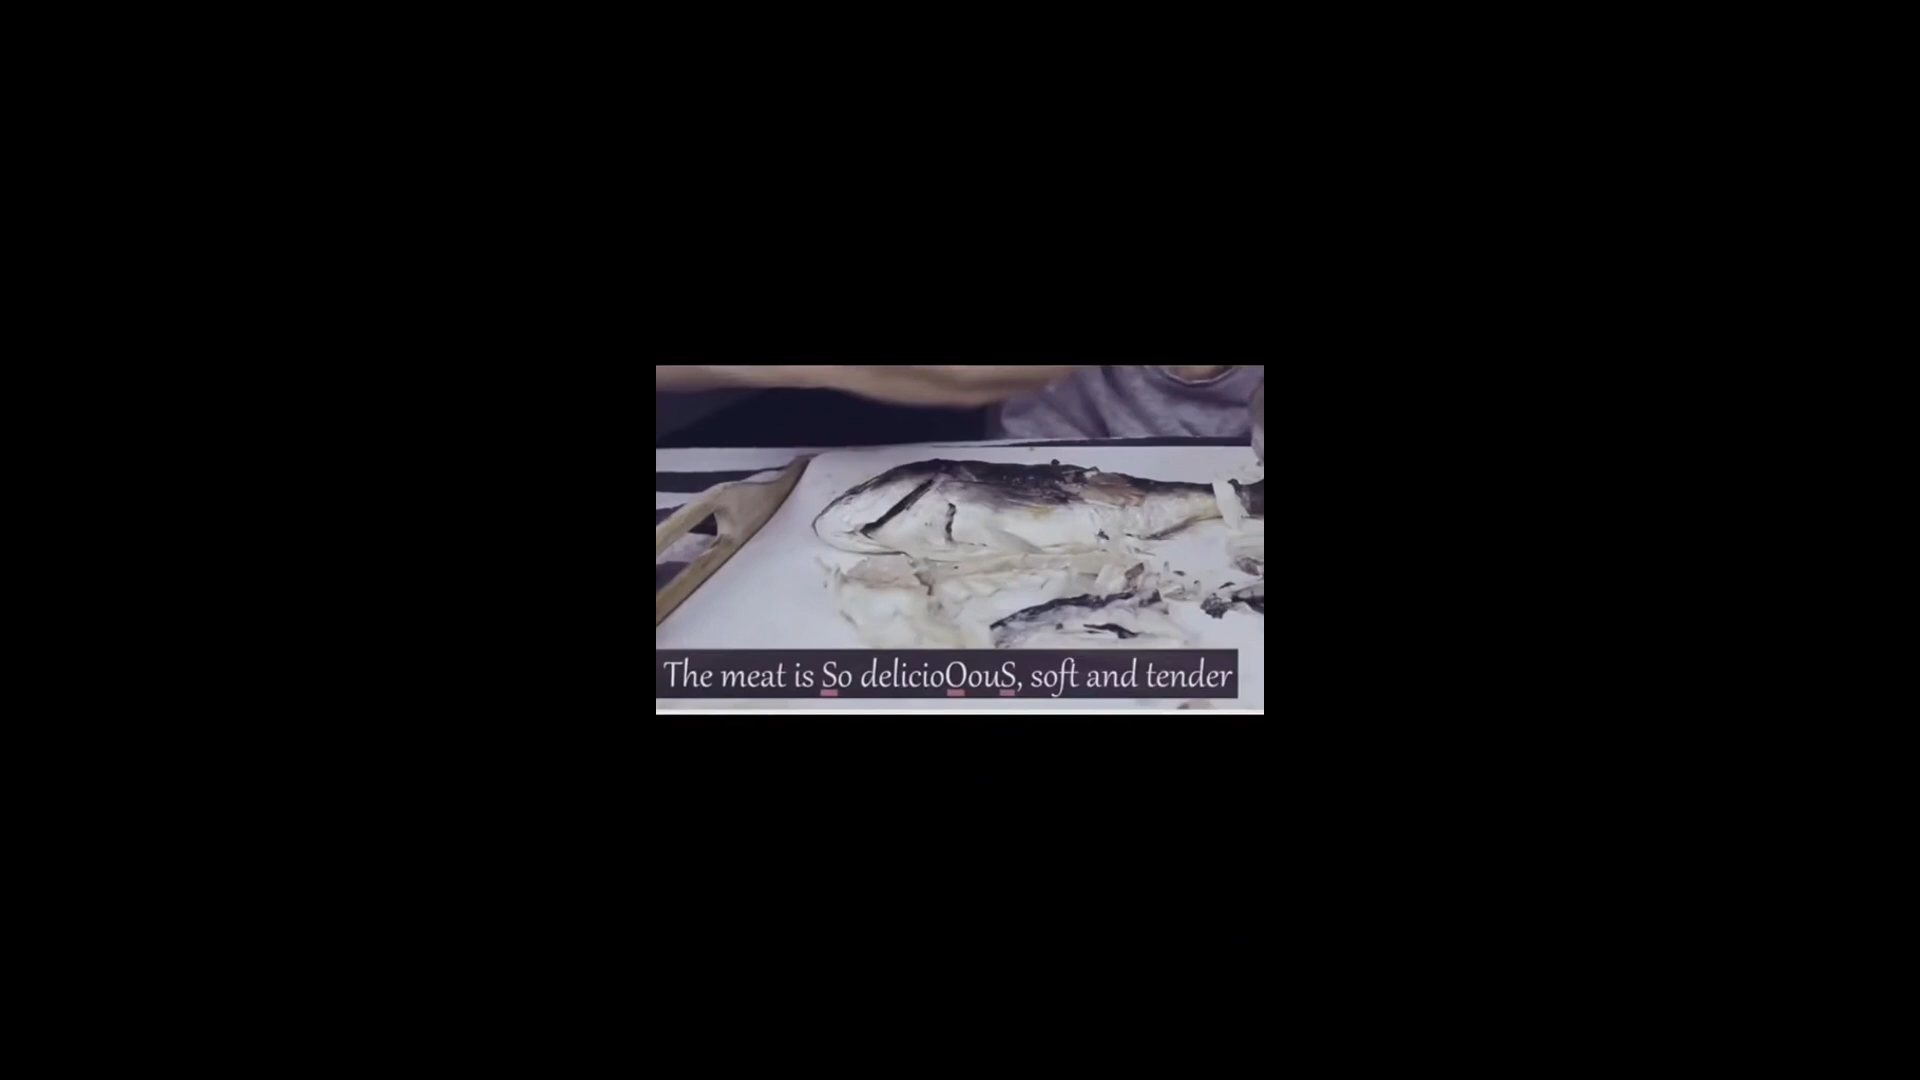 The meat is So delicioOouS, soft and tender